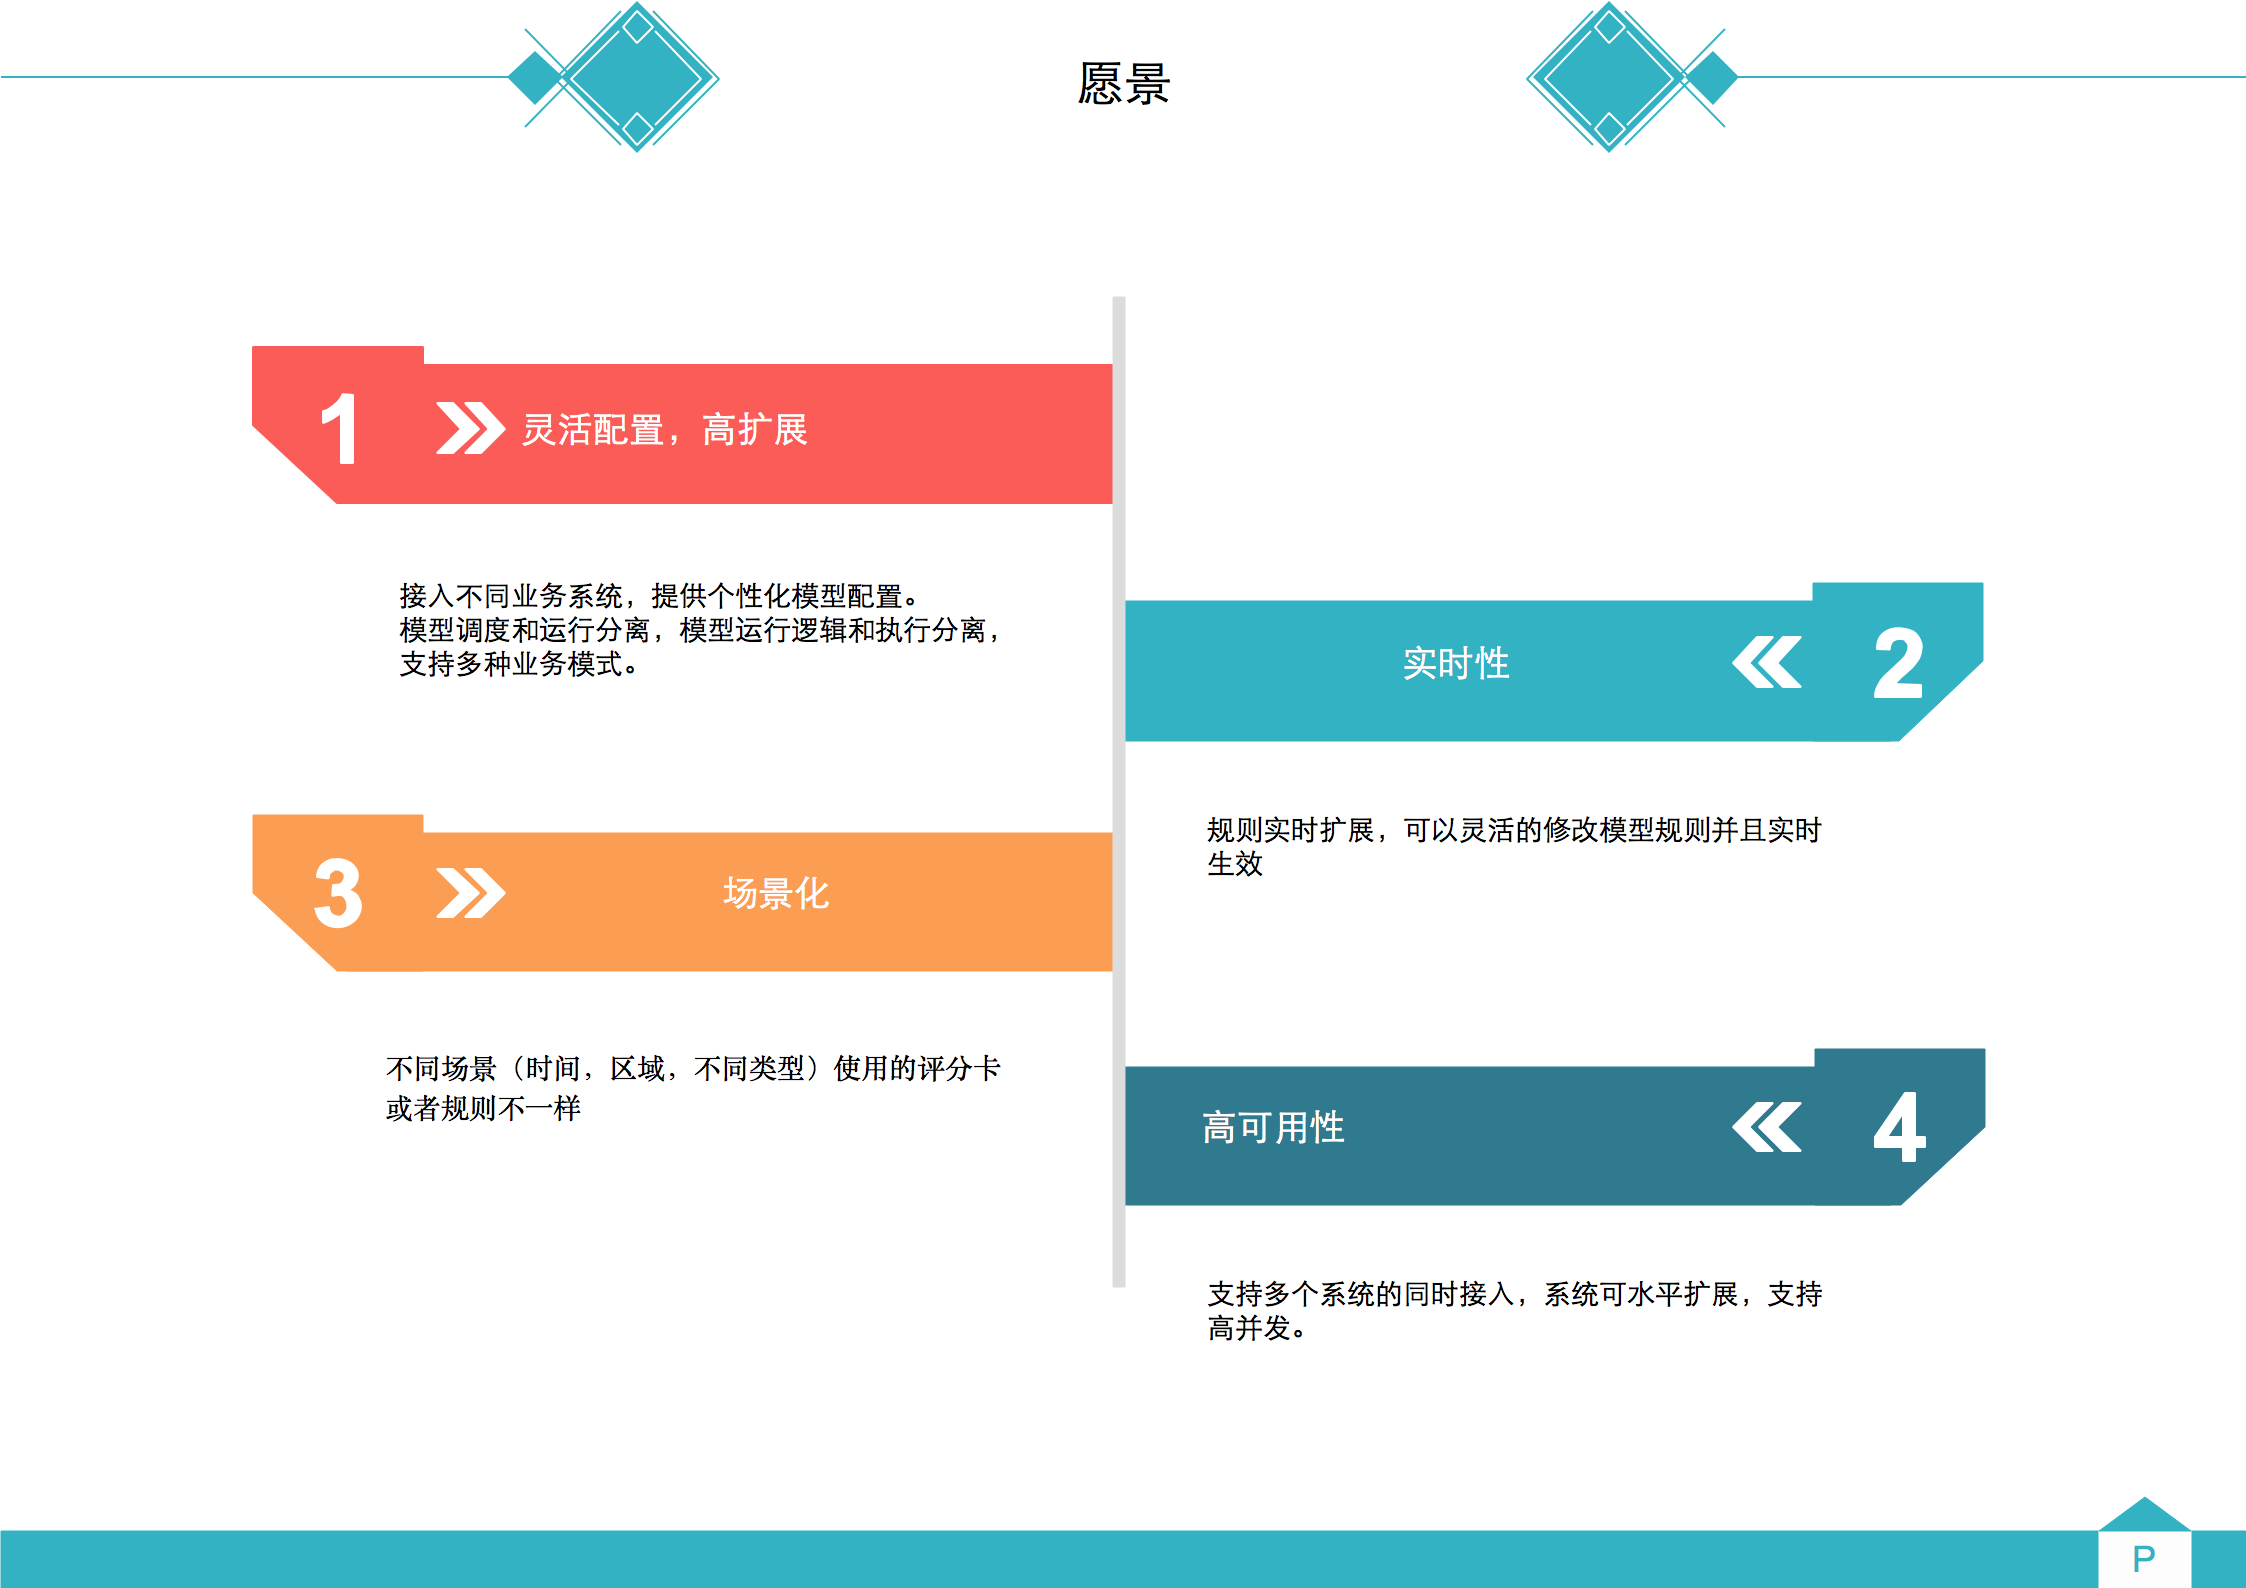 愿景
1
灵活配置，高扩展
接入不同业务系统，提供个性化模型配置。
模型调度和运行分离，模型运行逻辑和执行分离，
支持多种业务模式。
实时性
2
规则实时扩展，可以灵活的修改模型规则并且实时
生效
3
场景化
不同场景（时间，区域，不同类型）使用的评分卡
或者规则不一样
高可用性
4
支持多个系统的同时接入，系统可水平扩展，支持
高并发。
P